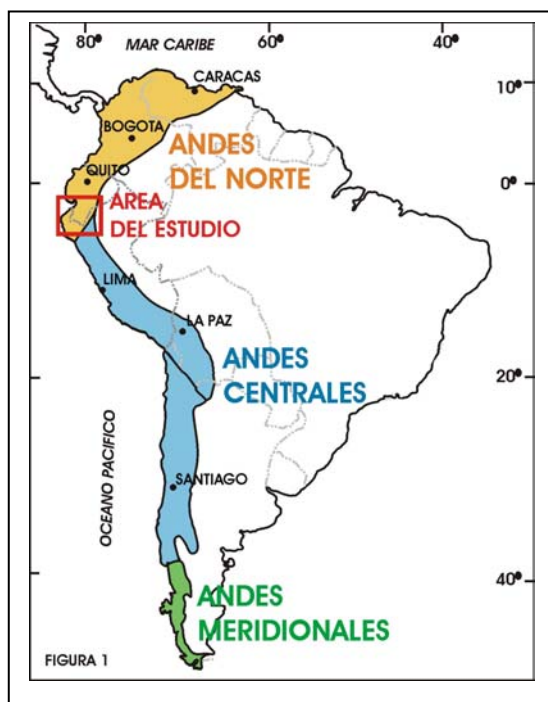 80°
60°
40°
MAR CARIBE
CARACAS
10°
BOGOTA
ANDES
DEL NORTE
QUITO
0°
AREA
DEL ESTUDIO
LIMA
LA PAZ
ANDES
CENTRALES
20°
OCEANO PACIFICO
SANTIAGO
40°
ANDES
MERIDIONALES
FIGURA 1